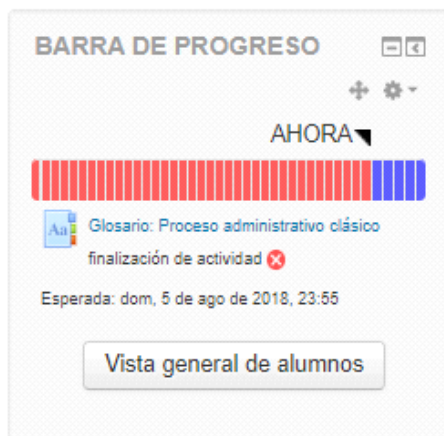 BARRA DE PROGRESO
AHORA
Aa
Glosario: Proceso administrativo clásico
finalización de actividad
Esperada: dom, 5 de ago de 2018, 23:55
Vista general de alumnos